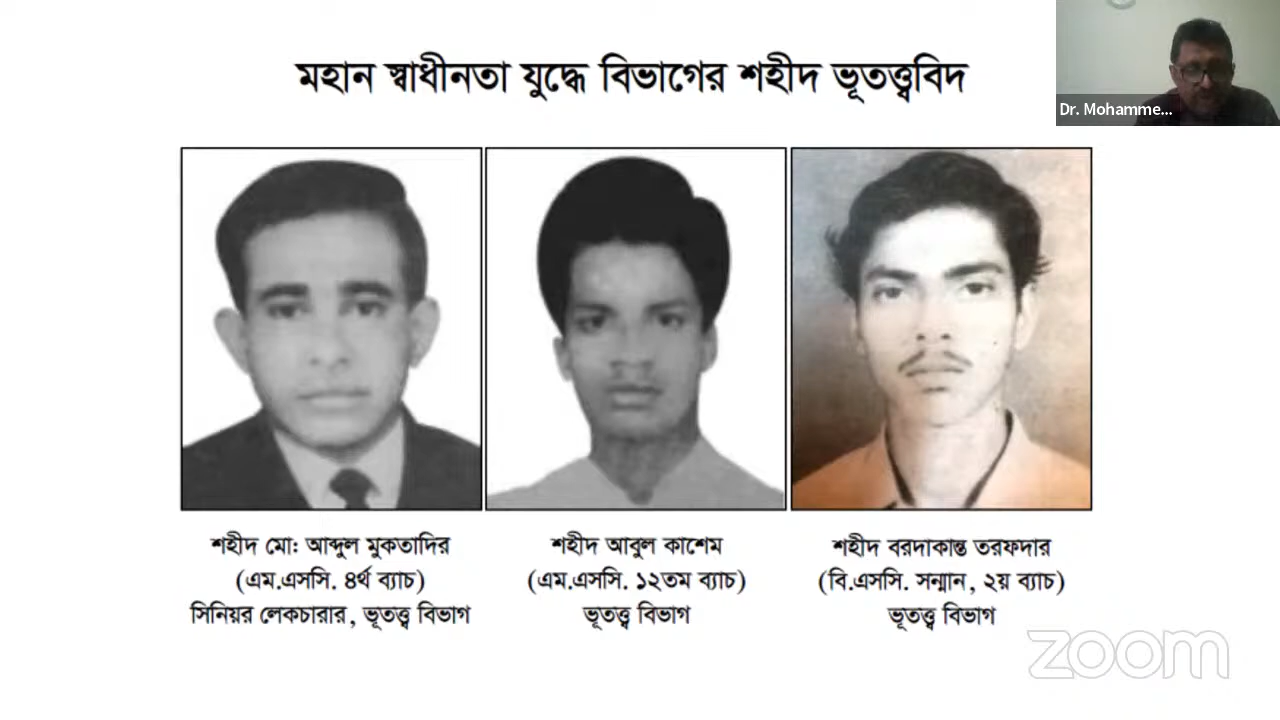 মহান স্বাধীনতা যুদ্ধে বিভাগের শহীদ ভূতত্ত্ববিদ
Dr. Mohamme...
শহীদ মো: আব্দুল মুকতাদির
(এম.এসসি. ৪র্থ ব্যাচ)
সিনিয়র লেকচারার, ভূতত্ত্ব বিভাগ
শহীদ আবুল কাশেম
(এম.এসসি. ১২তম ব্যাচ)
ভূতত্ত্ব বিভাগ
শহীদ বরদাকান্ত তরফদার
(বি.এসসি. সন্মান, ২য় ব্যাচ)
ভূতত্ত্ব বিভাগ
zoom